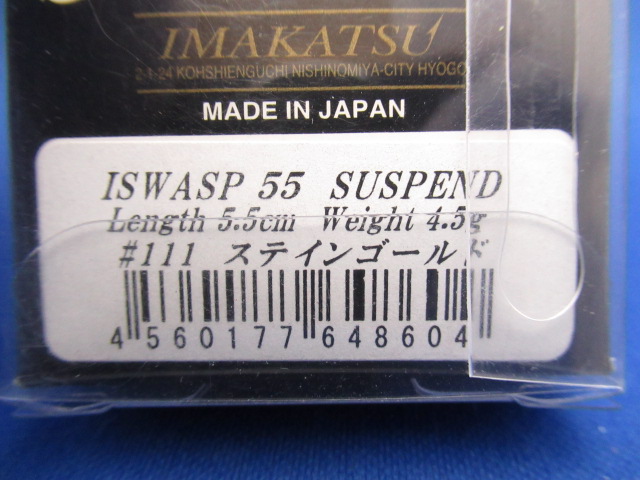 IMAKATSU
2-1-24 KOHSHIENGUCHI NISHINOMIYA-CITY HYOGO
MADE IN JAPAN
ISWASP 55 SUSPEND
Length 5.5cm Weight 4.5g
#111 ステインゴールド
4 560177 648604